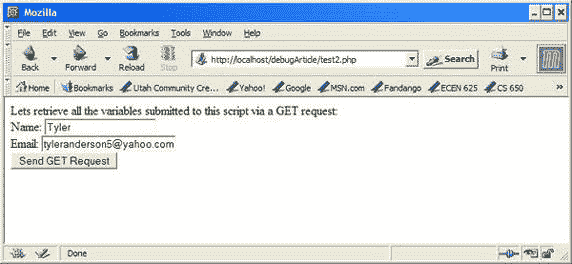 Mozilla
File Edit View Go Bookmarks Tools Window Help
Back Forward Reload Stop http://localhost/debugArticle/test2.php Search Print
Home Bookmarks Utah Community Cre... Yahoo! Google MSN.com Fandango ECEN 625 CS 650 »
Lets retrieve all the variables submitted to this script via a GET request:
Name: Tyler
Email: tyleranderson5@yahoo.com
Send GET Request
Done